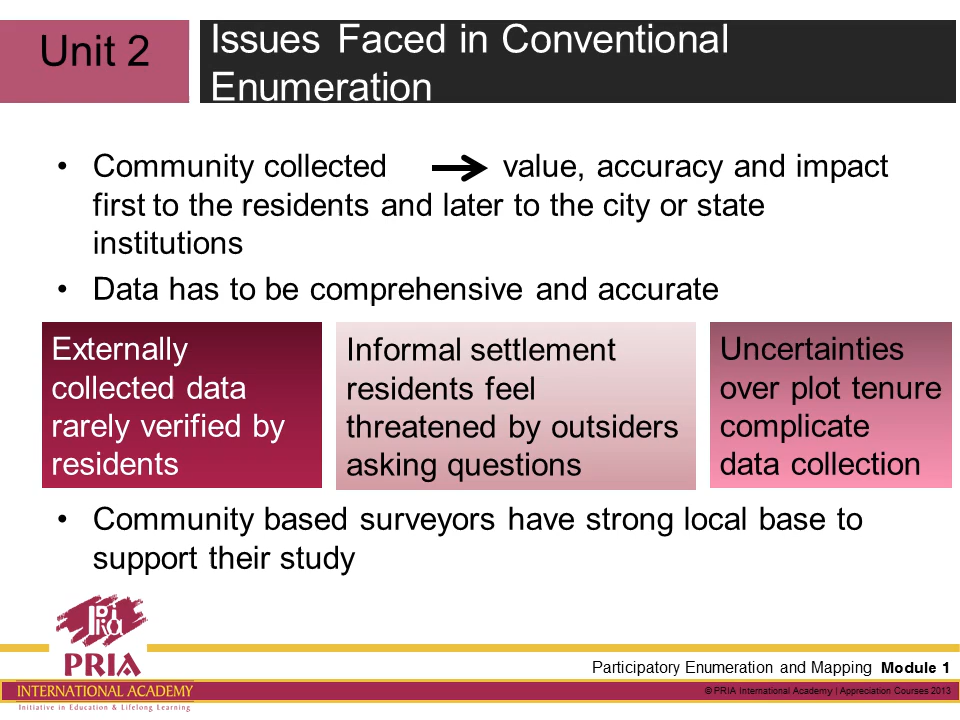 Unit 2
Issues Faced in Conventional
Enumeration
• Community collected → value, accuracy and impact
first to the residents and later to the city or state
institutions
• Data has to be comprehensive and accurate
Externally
collected data
rarely verified by
residents
Informal settlement
residents feel
threatened by outsiders
asking questions
Uncertainties
over plot tenure
complicate
data collection
• Community based surveyors have strong local base to
support their study
PRiA
PRIA
INTERNATIONAL ACADEMY
Initiative in Education & Lifelong Learning
Participatory Enumeration and Mapping Module 1
© PRIA International Academy | Appreciation Courses 2013